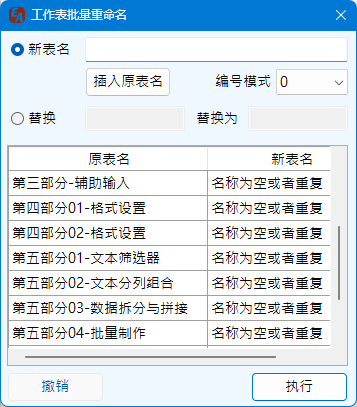 工作表批量重命名
新表名
插入原表名 编号模式 0
替换 替换为
原表名 新表名
第三部分-辅助输入 名称为空或者重复
第四部分01-格式设置 名称为空或者重复
第四部分02-格式设置 名称为空或者重复
第五部分01-文本筛选器 名称为空或者重复
第五部分02-文本分列组合 名称为空或者重复
第五部分03-数据拆分与拼接 名称为空或者重复
第五部分04-批量制作 名称为空或者重复
撤销 执行